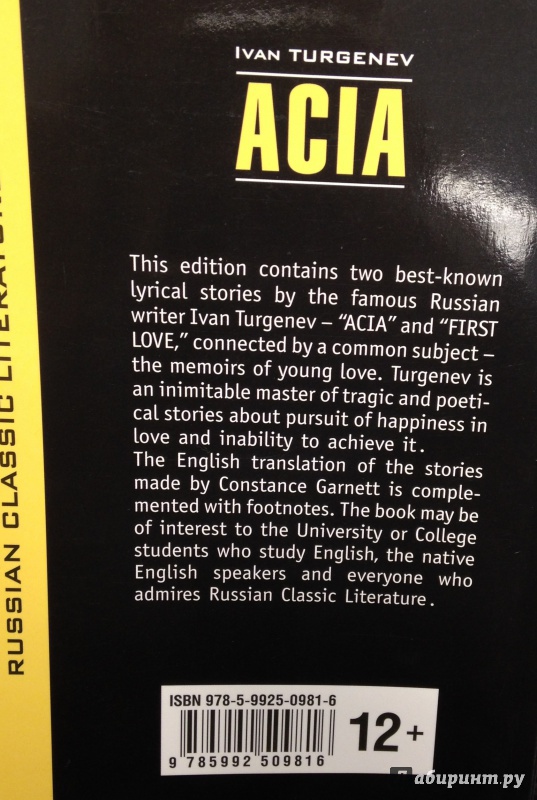 Ivan TURGENEV
ACIA
This edition contains two best-known
lyrical stories by the famous Russian
writer Ivan Turgenev – “ACIA” and “FIRST
LOVE,” connected by a common subject –
the memoirs of young love. Turgenev is
an inimitable master of tragic and poeti-
cal stories about pursuit of happiness in
love and inability to achieve it.
The English translation of the stories
made by Constance Garnett is comple-
mented with footnotes. The book may be
of interest to the University or College
students who study English, the native
English speakers and everyone who
admires Russian Classic Literature.
RUSSIAN CLASSIC LITERATURE
ISBN 978-5-9925-0981-6
12+
9 785992 509816
Лабиринт.ру